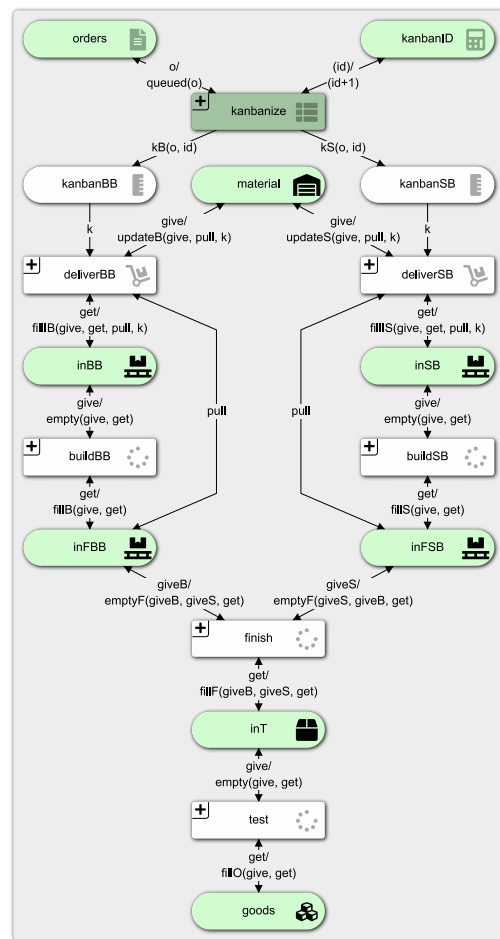 orders
kanbanID
o/
queued(o)
(id)/
(id+1)
kanbanize
kB(o, id)
kS(o, id)
kanbanBB
material
kanbanSB
k
give/
updateB(give, pull, k)
give/
updateS(give, pull, k)
k
deliverBB
deliverSB
get/
fillIB(give, get, pull, k)
get/
fillIS(give, get, pull, k)
inBB
inSB
give/
empty(give, get)
pull
pull
give/
empty(give, get)
buildBB
buildSB
get/
fillB(give, get)
get/
fillS(give, get)
inFBB
inFSB
giveB/
emptyF(giveB, giveS, get)
giveS/
emptyF(giveS, giveB, get)
finish
get/
fillF(giveB, giveS, get)
inT
give/
empty(give, get)
test
get/
fillO(give, get)
goods